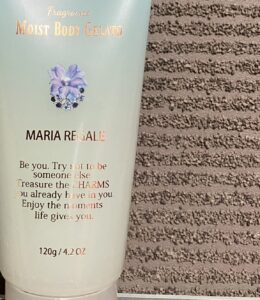 Fragrance
MOIST BODY GELATO
MARIA REGALE
Be you. Try not to be
someone else.
Treasure the CHARMS
you already have in you.
Enjoy the moments
life gives you.
120g/4.2 OZ